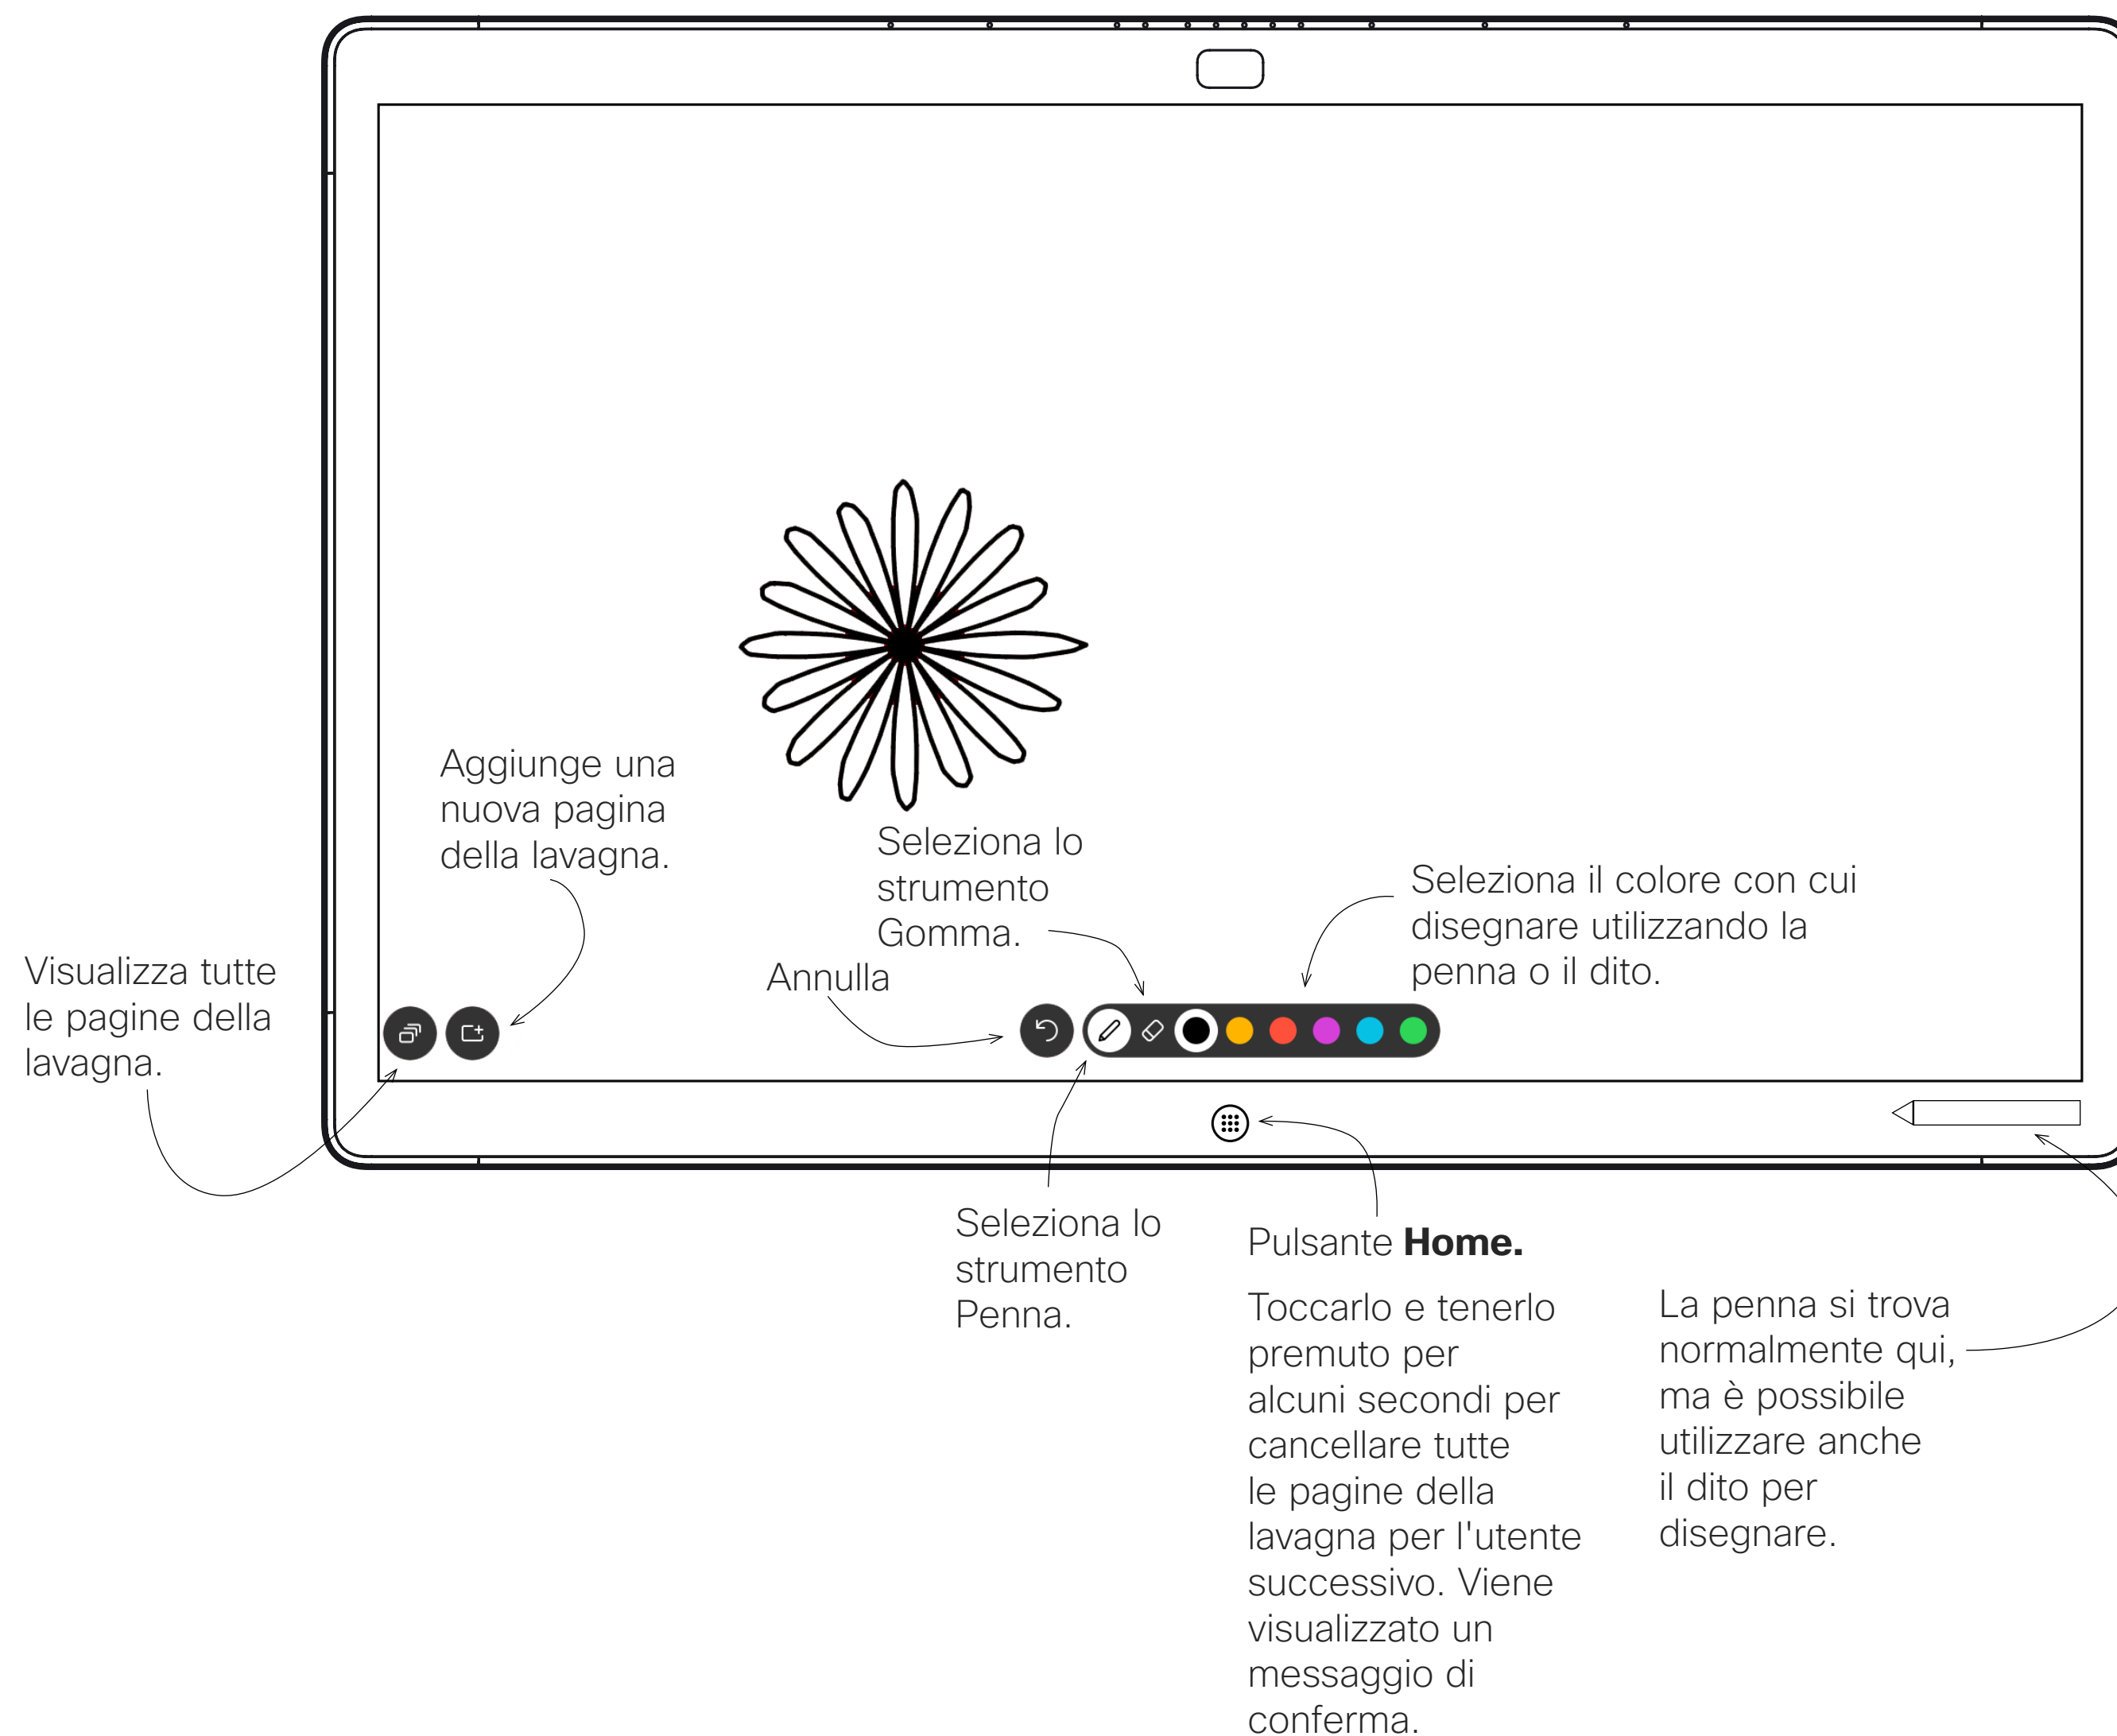 Aggiunge una
nuova pagina
della lavagna.
Seleziona lo
strumento
Gomma.
Seleziona il colore con cui
disegnare utilizzando la
penna o il dito.
Visualizza tutte
le pagine della
lavagna.
Annulla
Seleziona lo
strumento
Penna.
Pulsante Home.
Toccarlo e tenerlo
premuto per
alcuni secondi per
cancellare tutte
le pagine della
lavagna per l'utente
successivo. Viene
visualizzato un
messaggio di
conferma.
La penna si trova
normalmente qui,
ma è possibile
utilizzare anche
il dito per
disegnare.